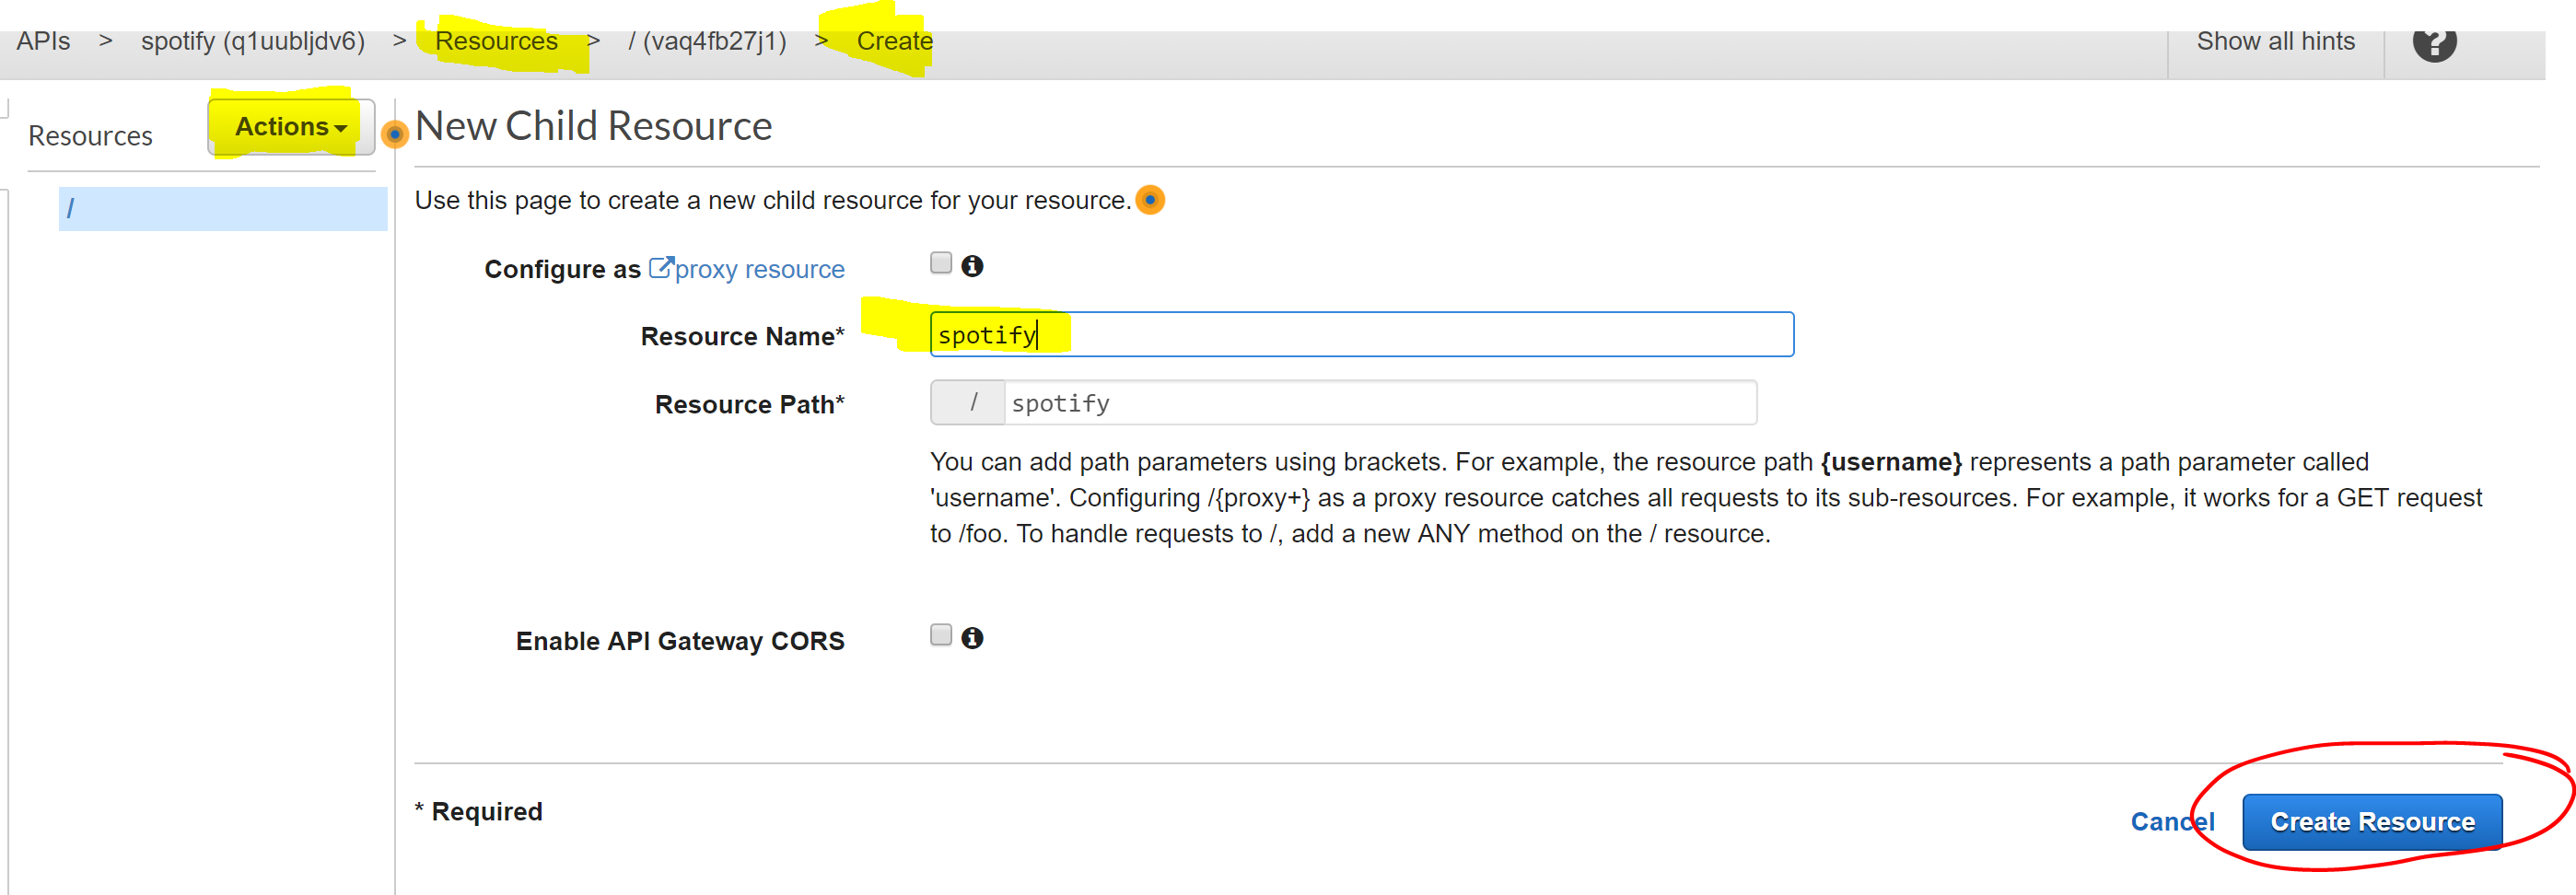 APIs > spotify (q1uubljdv6) > Resources > / (vaq4fb27j1) > Create Show all hints ?
Resources Actions
New Child Resource
/
Use this page to create a new child resource for your resource.
Configure as proxy resource
Resource Name* spotify
Resource Path* / spotify
You can add path parameters using brackets. For example, the resource path {username} represents a path parameter called
'username'. Configuring /{proxy+} as a proxy resource catches all requests to its sub-resources. For example, it works for a GET request
to /foo. To handle requests to /, add a new ANY method on the / resource.
Enable API Gateway CORS
* Required
Cancel Create Resource